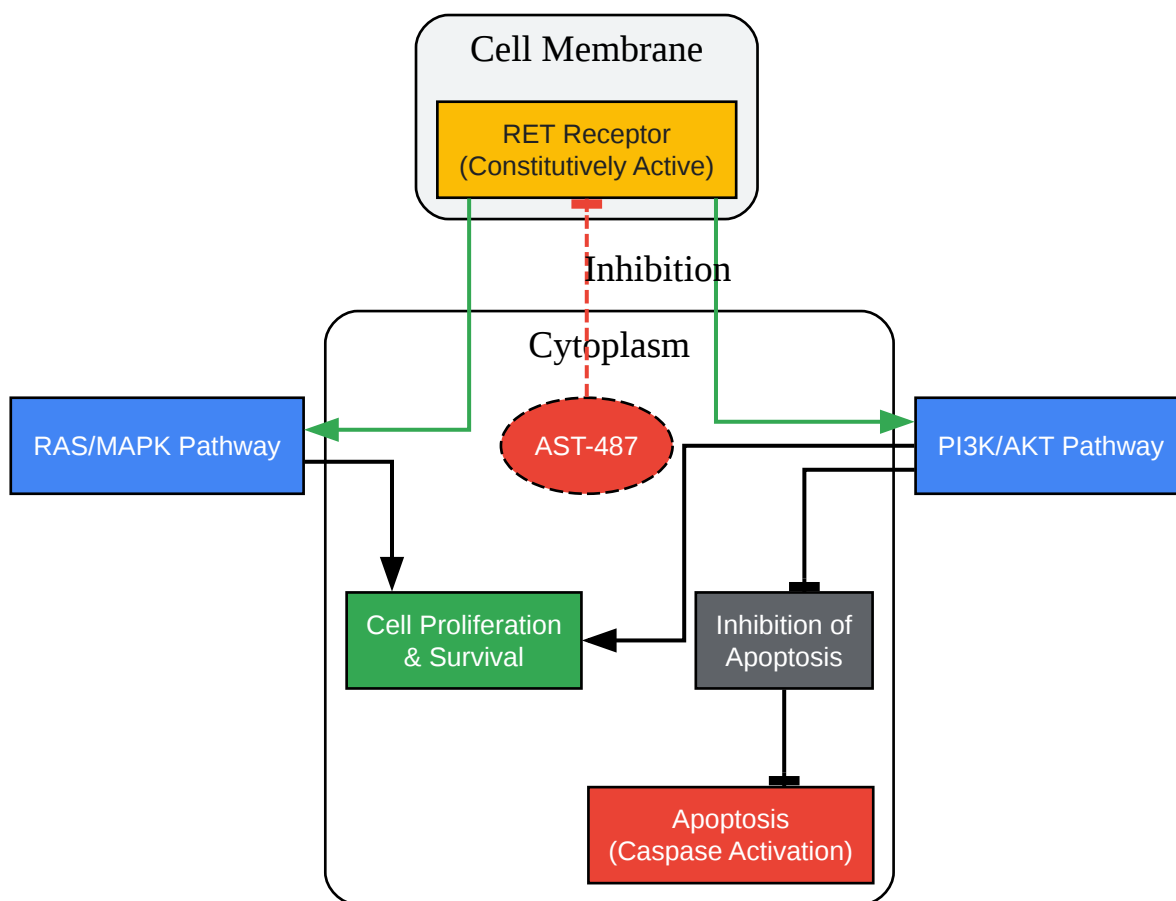 Cell Membrane
RET Receptor
(Constitutively Active)
Inhibition
Cytoplasm
RAS/MAPK Pathway
AST-487
PI3K/AKT Pathway
Cell Proliferation
& Survival
Inhibition of
Apoptosis
Apoptosis
(Caspase Activation)